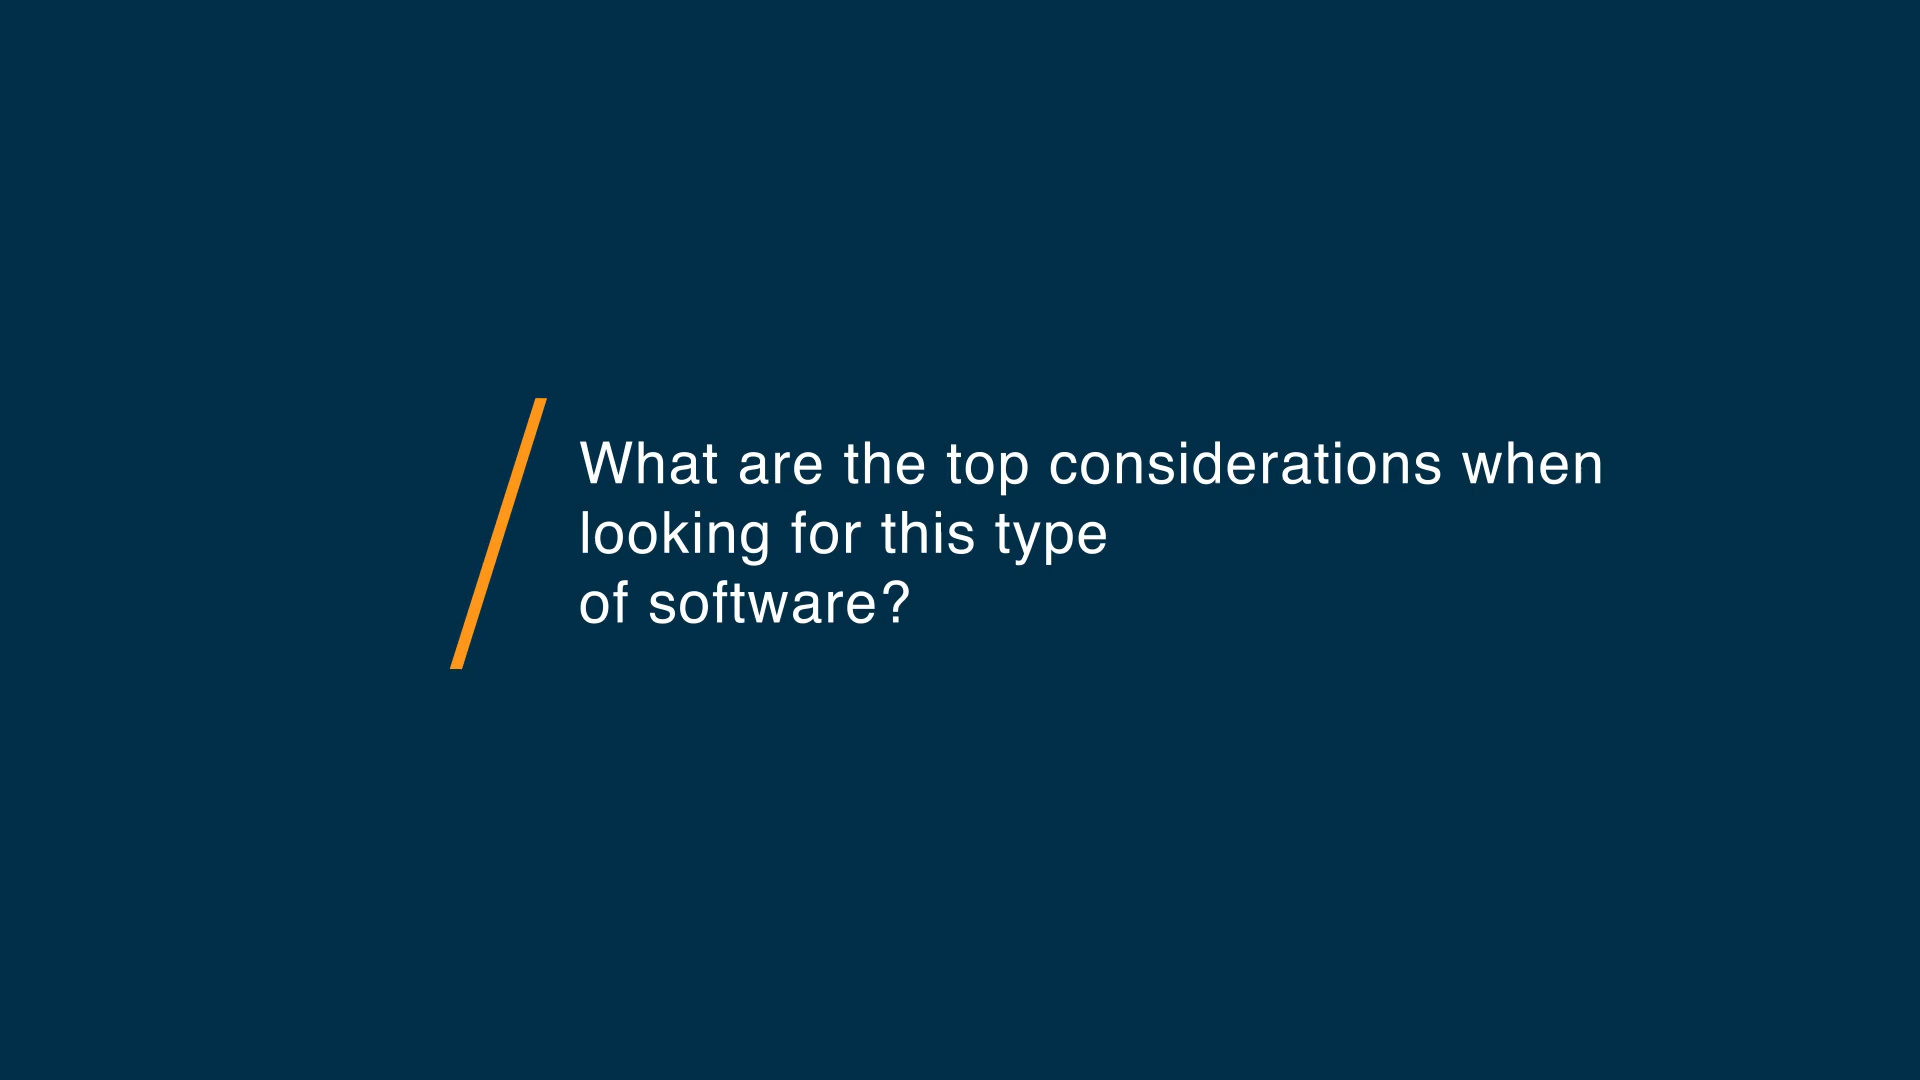 What are the top considerations when
looking for this type
of software?